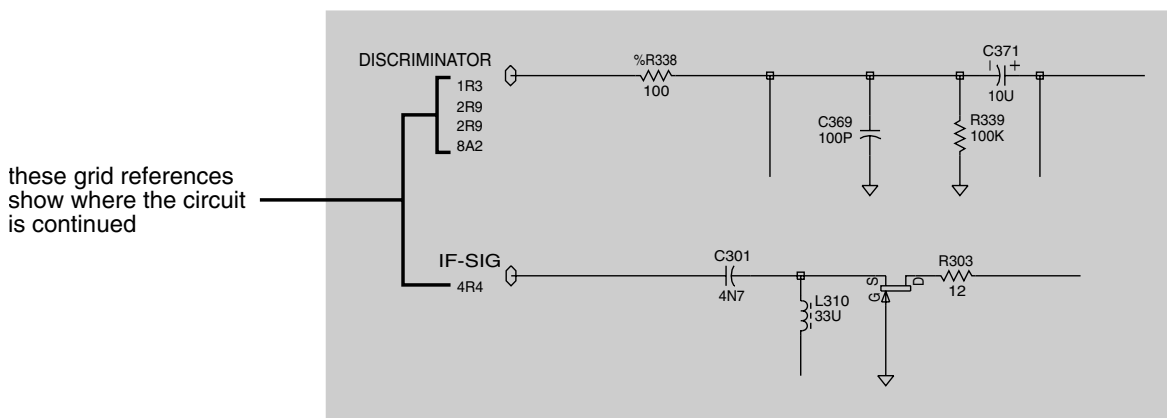 DISCRIMINATOR
1R3
2R9
2R9
8A2
%R338
100
C371
10U
C369
100P
R339
100K
these grid references
show where the circuit
is continued
IF-SIG
4R4
C301
4N7
L310
33U
S
G
D
R303
12